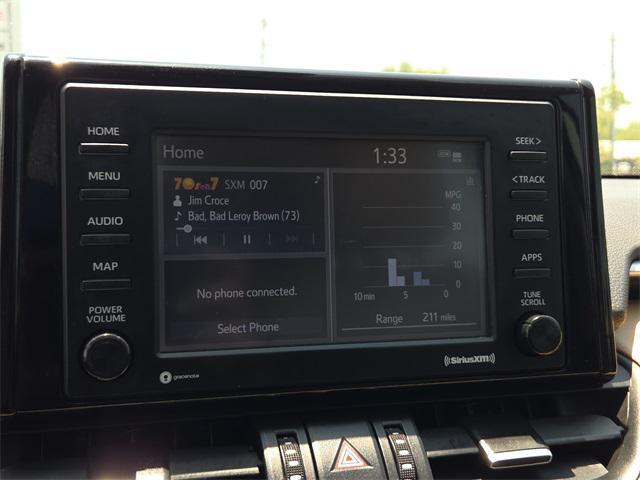 HOME
MENU
AUDIO
MAP
POWER
VOLUME
Home
1:33
70s on 7 SXM 007
Jim Croce
Bad, Bad Leroy Brown (73)
No phone connected.
Select Phone
MPG
40
30
20
10
0
10 min 5 0
Range 211 miles
gracenote
((SiriusXM))
SEEK >
< TRACK
PHONE
APPS
TUNE
SCROLL